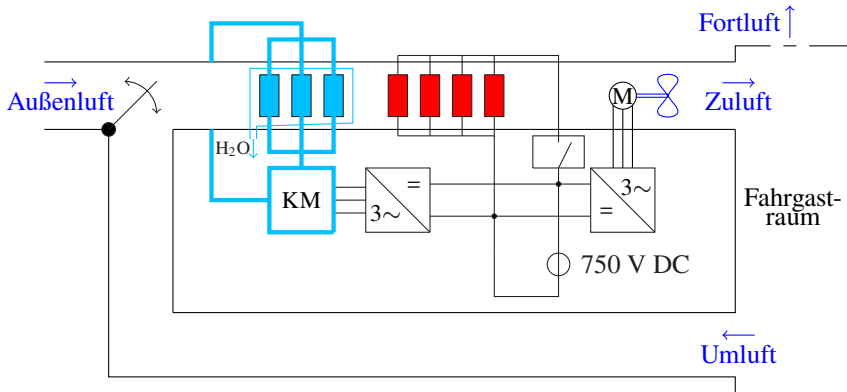 Fortluft
Außenluft
M
Zuluft
H₂O
KM
=
3∼
3∼
=
Fahrgast-
raum
750 V DC
Umluft